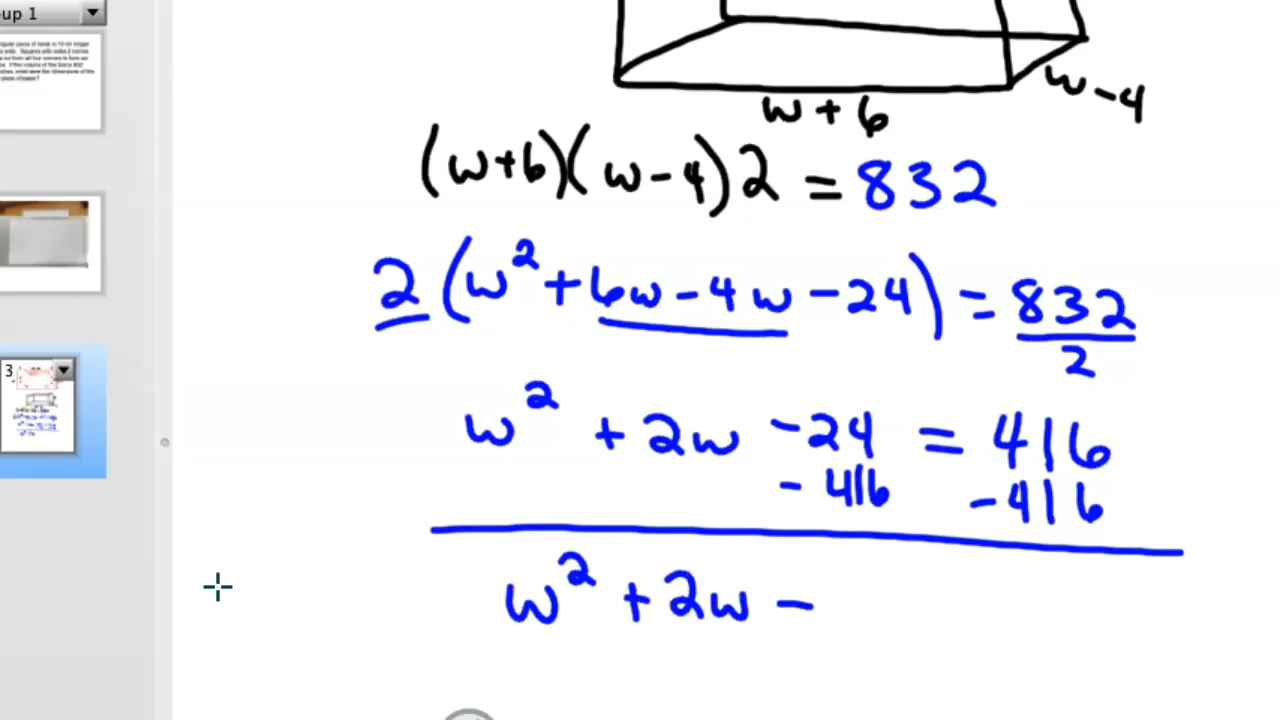 oup 1
w - 4
w + 6
(w+6)(w-4)2 = 832
2 (w² + 6w - 4w - 24) = 832
2
w² + 2w - 24 = 416
- 416 - 416
w² + 2w -
3